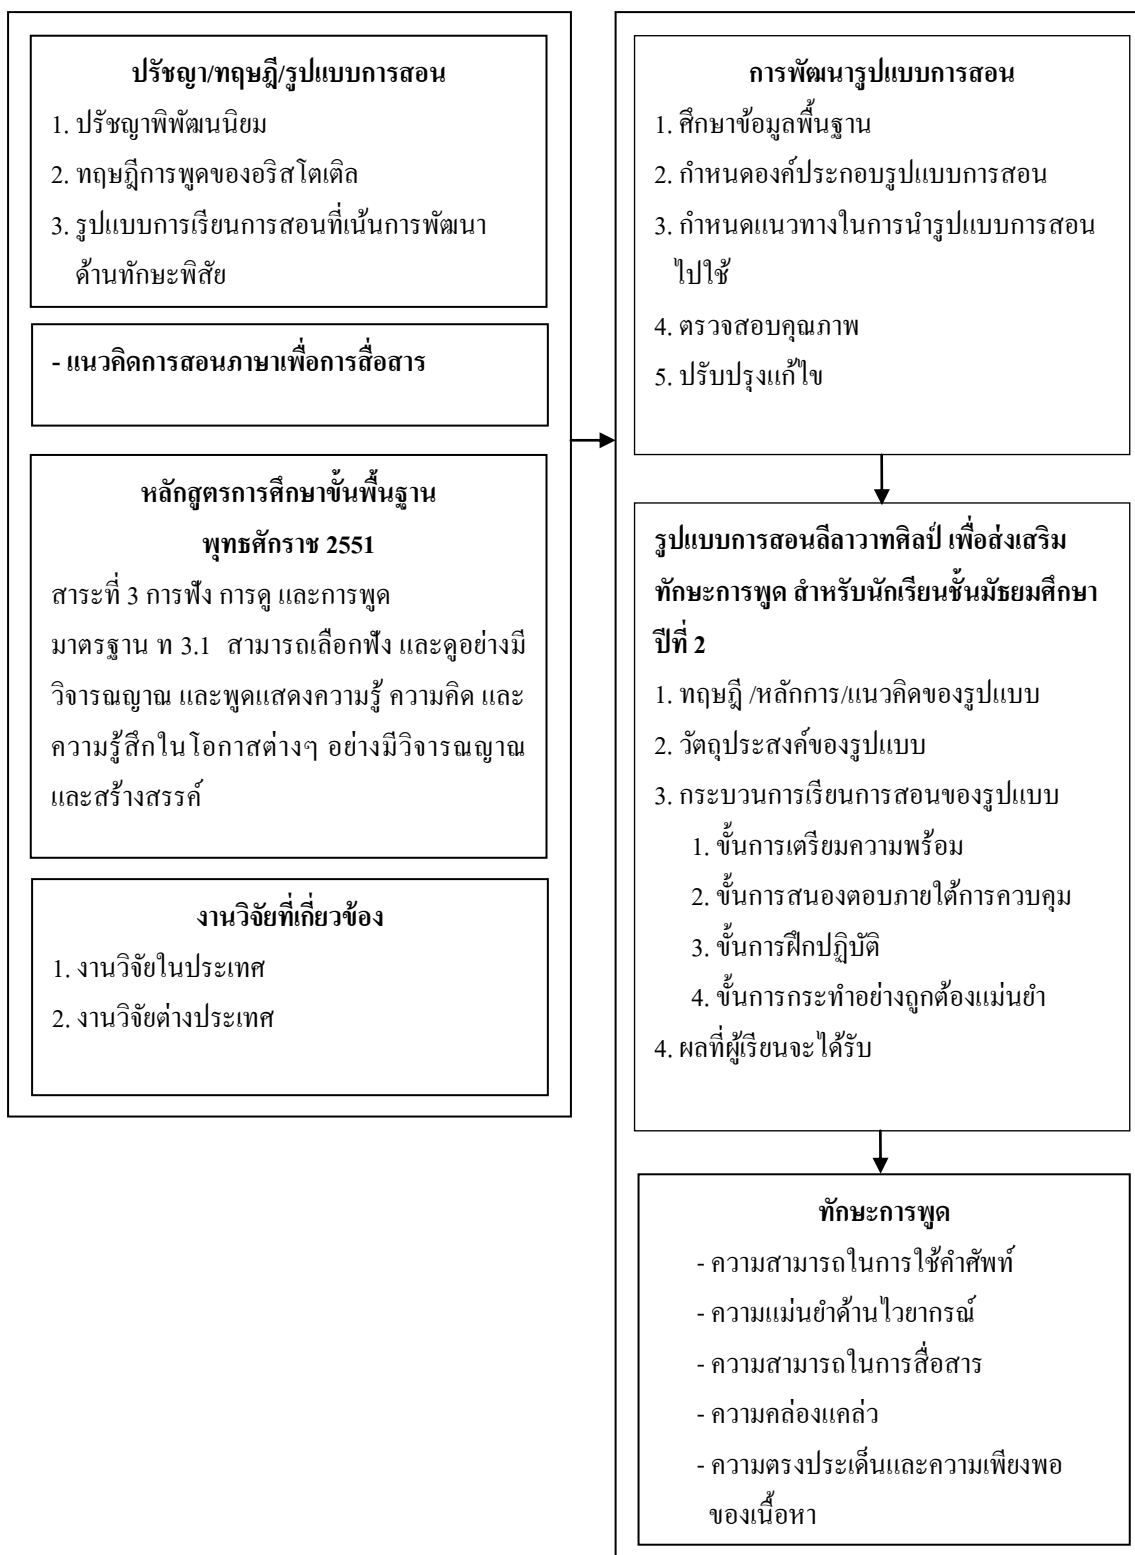 ปรัชญา/ทฤษฎี/รูปแบบการสอน
1. ปรัชญาพิพัฒนนิยม
2. ทฤษฎีการพูดของอริสโตเติล
3. รูปแบบการเรียนการสอนที่เน้นการพัฒนา
ด้านทักษะพิสัย
- แนวคิดการสอนภาษาเพื่อการสื่อสาร
หลักสูตรการศึกษาขั้นพื้นฐาน
พุทธศักราช 2551
สาระที่ 3 การฟัง การดู และการพูด
มาตรฐาน ท 3.1 สามารถเลือกฟัง และดูอย่างมี
วิจารณญาณ และพูดแสดงความรู้ ความคิด และ
ความรู้สึกในโอกาสต่างๆ อย่างมีวิจารณญาณ
และสร้างสรรค์
งานวิจัยที่เกี่ยวข้อง
1. งานวิจัยในประเทศ
2. งานวิจัยต่างประเทศ
การพัฒนารูปแบบการสอน
1. ศึกษาข้อมูลพื้นฐาน
2. กำหนดองค์ประกอบรูปแบบการสอน
3. กำหนดแนวทางในการนำรูปแบบการสอน
ไปใช้
4. ตรวจสอบคุณภาพ
5. ปรับปรุงแก้ไข
รูปแบบการสอนลีลาวาทศิลป์ เพื่อส่งเสริม
ทักษะการพูด สำหรับนักเรียนชั้นมัธยมศึกษา
ปีที่ 2
1. ทฤษฎี /หลักการ/แนวคิดของรูปแบบ
2. วัตถุประสงค์ของรูปแบบ
3. กระบวนการเรียนการสอนของรูปแบบ
1. ขั้นการเตรียมความพร้อม
2. ขั้นการสนองตอบภายใต้การควบคุม
3. ขั้นการฝึกปฏิบัติ
4. ขั้นการกระทำอย่างถูกต้องแม่นยำ
4. ผลที่ผู้เรียนจะได้รับ
ทักษะการพูด
- ความสามารถในการใช้คำศัพท์
- ความแม่นยำด้านไวยากรณ์
- ความสามารถในการสื่อสาร
- ความคล่องแคล่ว
- ความตรงประเด็นและความเพียงพอ
ของเนื้อหา